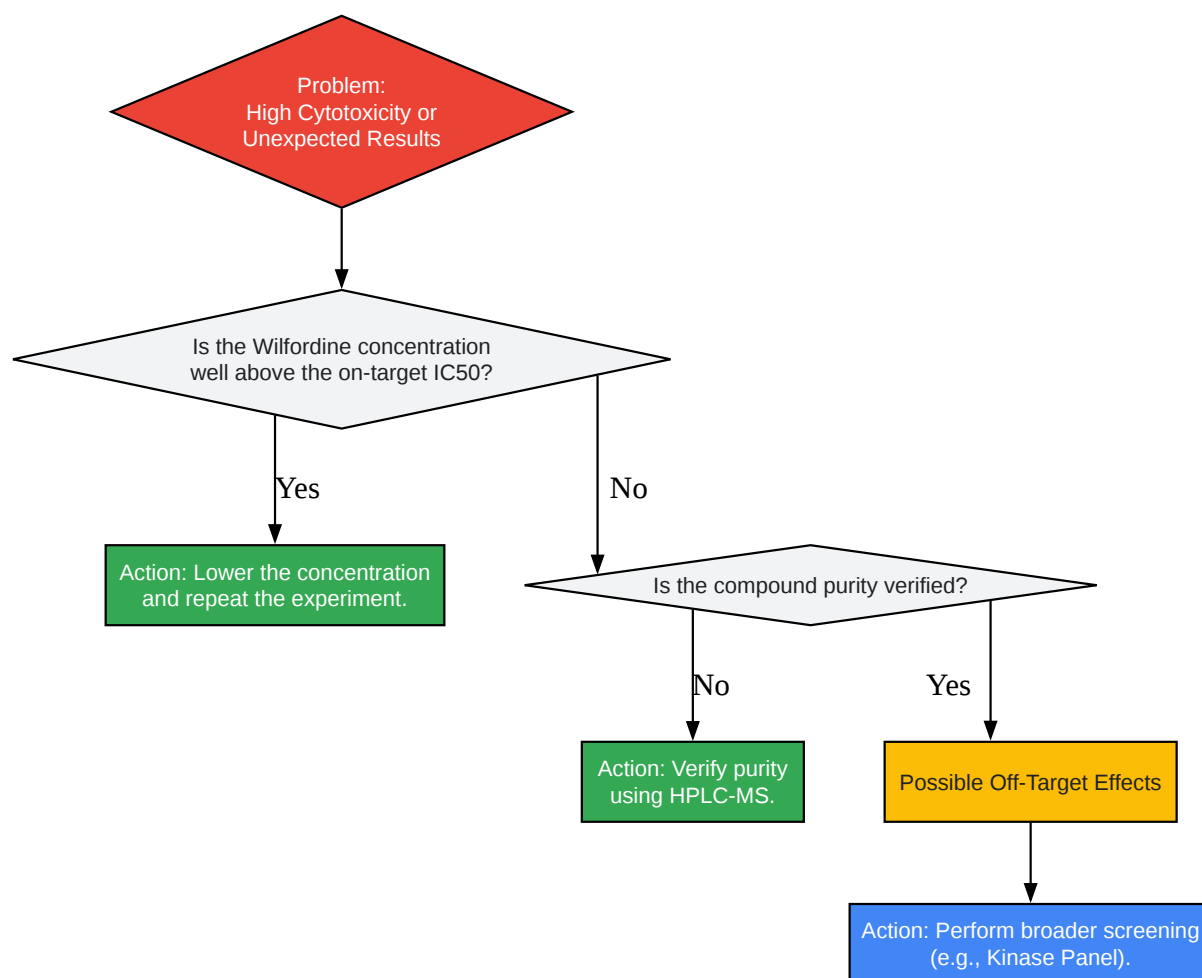 Problem:
High Cytotoxicity or
Unexpected Results
Is the Wilfordine concentration
well above the on-target IC50?
Yes
No
Action: Lower the concentration
and repeat the experiment.
Is the compound purity verified?
No
Yes
Action: Verify purity
using HPLC-MS.
Possible Off-Target Effects
Action: Perform broader screening
(e.g., Kinase Panel).